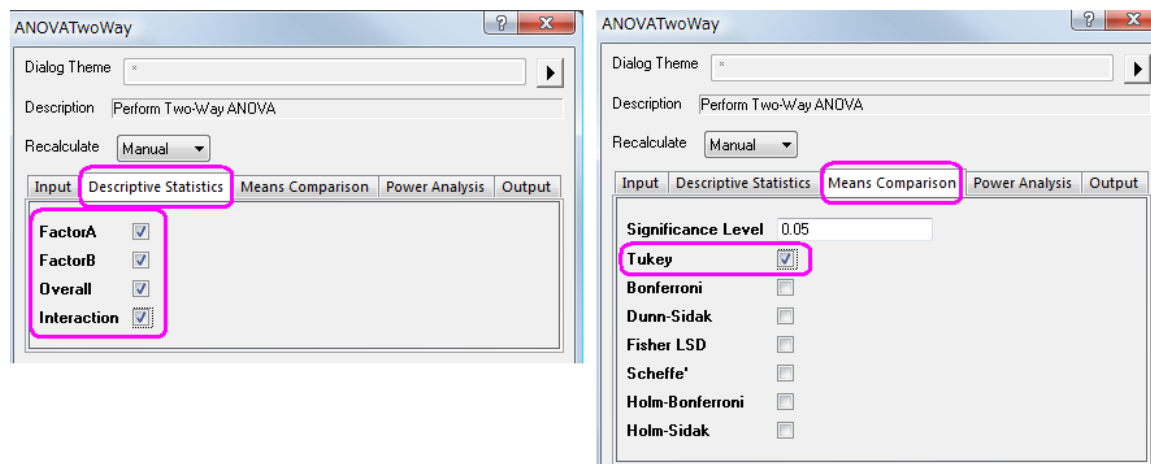 ANOVATwoWay
Dialog Theme *
Description Perform Two-Way ANOVA
Recalculate Manual
Input Descriptive Statistics Means Comparison Power Analysis Output
FactorA
FactorB
Overall
Interaction
ANOVATwoWay
Dialog Theme *
Description Perform Two-Way ANOVA
Recalculate Manual
Input Descriptive Statistics Means Comparison Power Analysis Output
Significance Level 0.05
Tukey
Bonferroni
Dunn-Sidak
Fisher LSD
Scheffe'
Holm-Bonferroni
Holm-Sidak